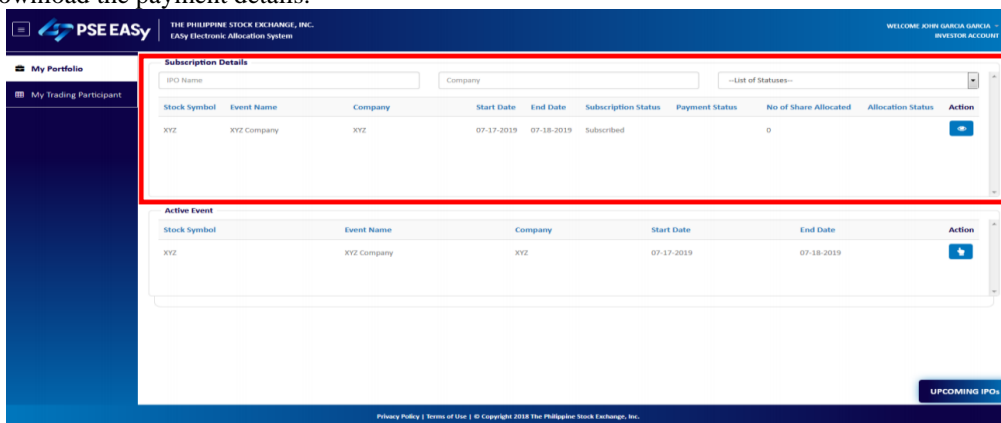 ownload the payment details.
PSE EASy
THE PHILIPPINE STOCK EXCHANGE, INC.
EASy Electronic Allocation System
WELCOME JOHN GARCIA GARCIA
INVESTOR ACCOUNT
My Portfolio
My Trading Participant
Subscription Details
IPO Name Company --List of Statuses--
Stock Symbol Event Name Company Start Date End Date Subscription Status Payment Status No of Share Allocated Allocation Status Action
XYZ XYZ Company XYZ 07-17-2019 07-18-2019 Subscribed 0
Active Event
Stock Symbol Event Name Company Start Date End Date Action
XYZ XYZ Company XYZ 07-17-2019 07-18-2019
UPCOMING IPOs
Privacy Policy | Terms of Use | © Copyright 2018 The Philippine Stock Exchange, Inc.